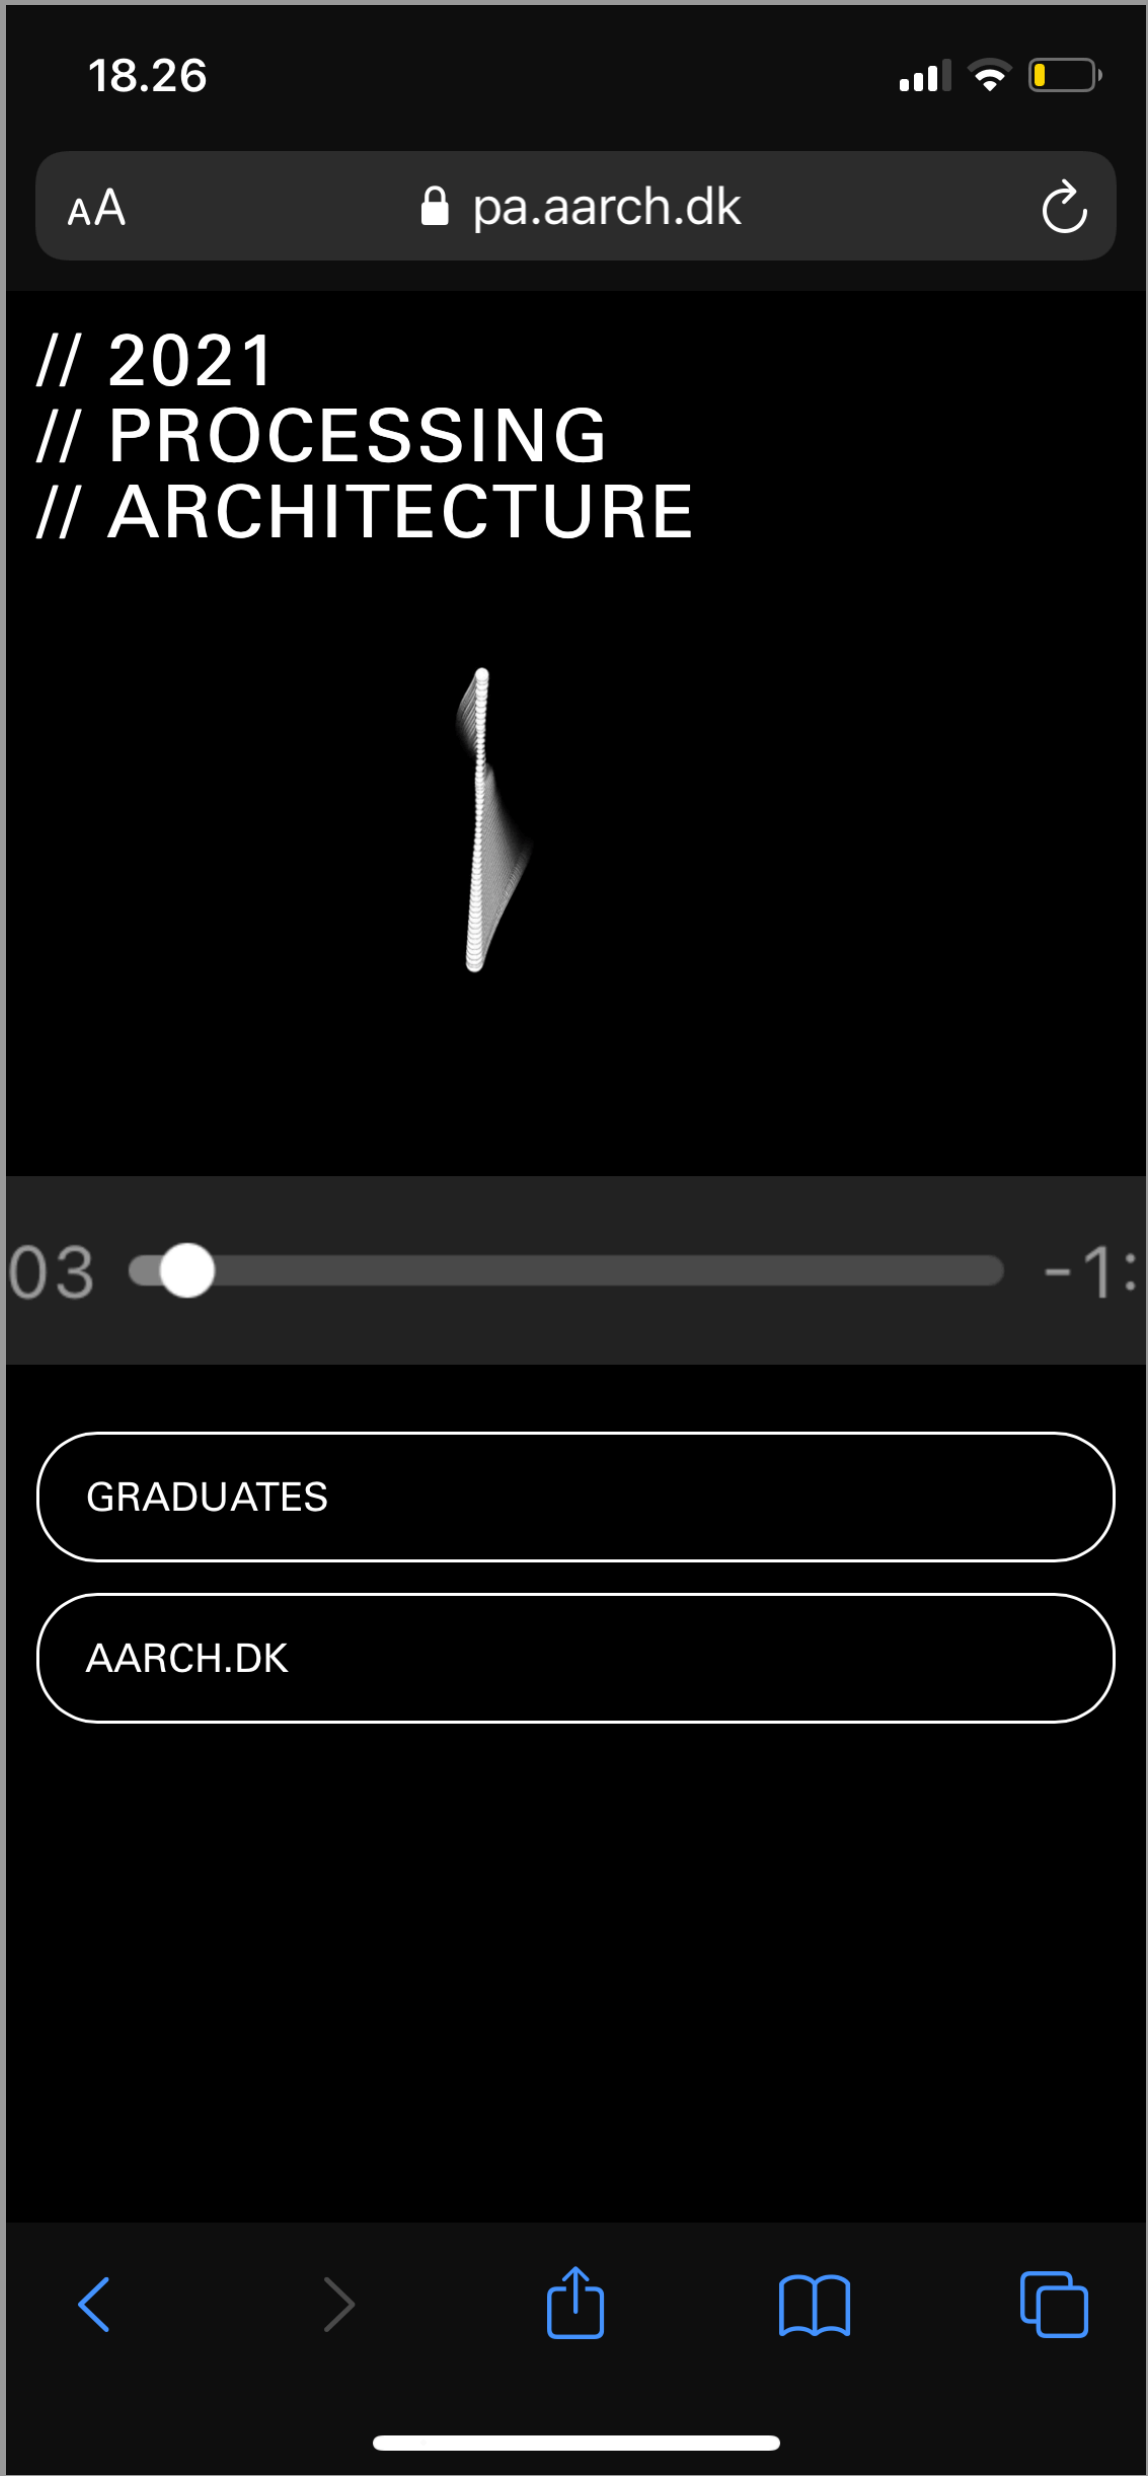 18.26
AA pa.aarch.dk
// 2021
// PROCESSING
// ARCHITECTURE
03 -1:
GRADUATES
AARCH.DK